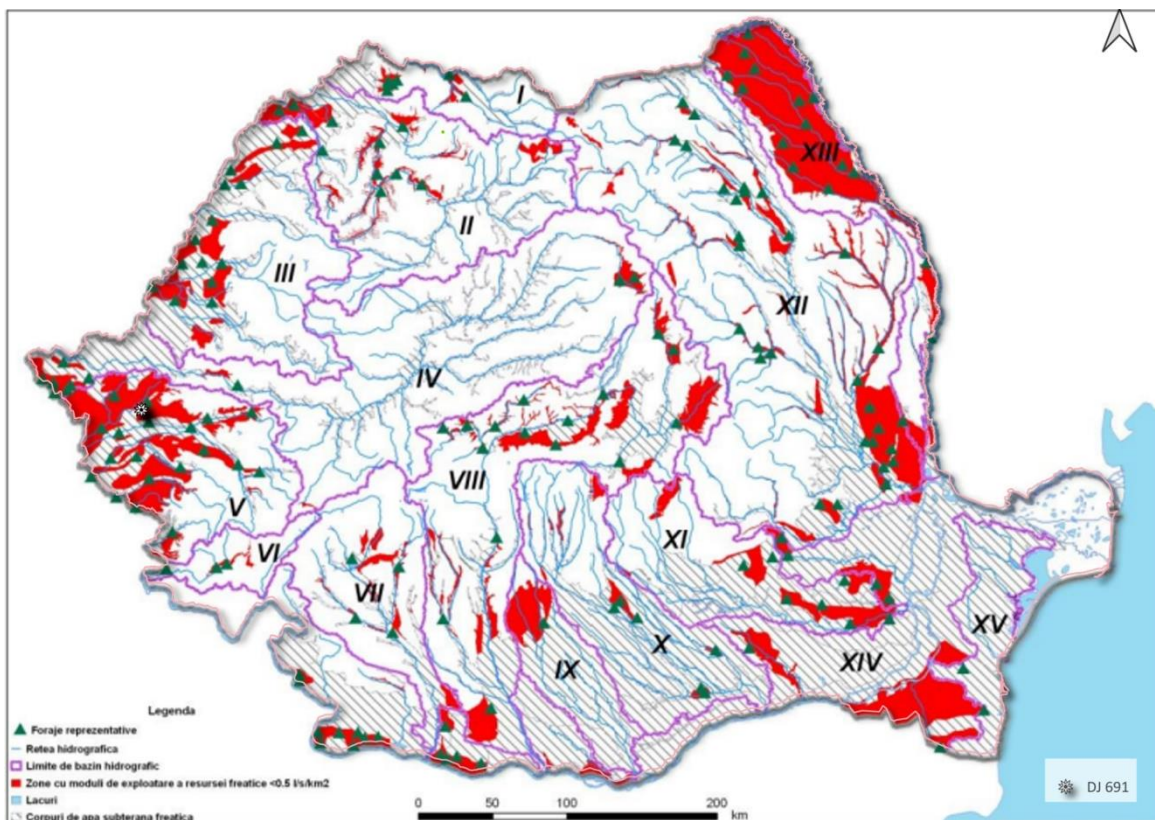 I
XIII
II
III
XII
IV
VIII
V
XI
VI
VII
XV
X
XIV
IX
Legenda
Foraje reprezentative
Retea hidrografica
Limite de bazin hidrografic
Zone cu moduli de exploatare a resursei freatice <0.5 l/s/km2
Lacuri
Corpuri de apa subterana freatica
0 50 100 200
km
DJ 691